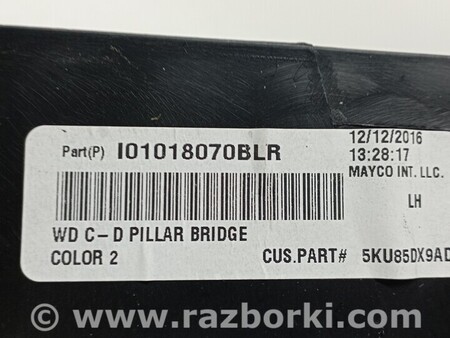 12/12/2016
Part(P) I01018070BLR 13:28:17
MAYCO INT. LLC.
LH
WD C-D PILLAR BRIDGE
COLOR 2 CUS.PART# 5KU85DX9AD
© www.razborki.com